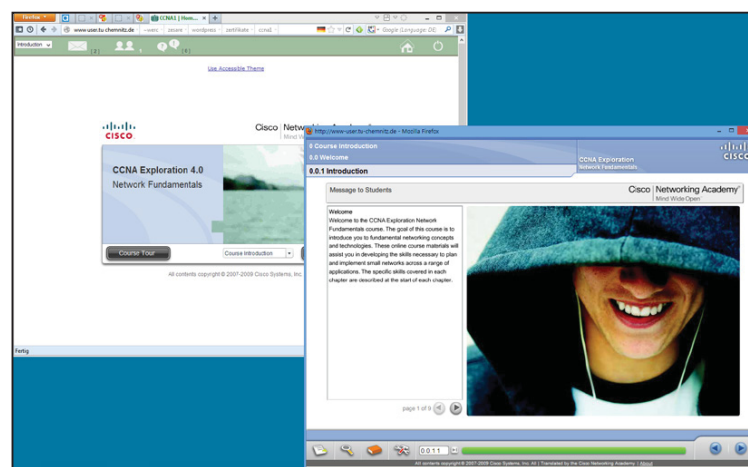 Firefox
CCNA1 | Hum...
www-user.tu-chemnitz.de
wordpress
zertifikate
ccna1
Google (Language: DE)
Introduction
Use Accessible Theme
CISCO
Cisco | Netw
Mind W
CCNA Exploration 4.0
Network Fundamentals
Course Tour
Course Introduction
All contents copyright © 2007-2009 Cisco Systems, Inc.
Fertig
http://www-user.tu-chemnitz.de - Mozilla Firefox
0 Course Introduction
0.0 Welcome
0.0.1 Introduction
CCNA Exploration
Network Fundamentals
CISCO
Message to Students
Cisco | Networking Academy
Mind Wide Open
Welcome
Welcome to the CCNA Exploration Network
Fundamentals course. The goal of this course is to
introduce you to fundamental networking concepts
and technologies. These online course materials will
assist you in developing the skills necessary to plan
and implement small networks across a range of
applications. The specific skills covered in each
chapter are described at the start of each chapter.
page 1 of 9
0.0.1.1
All contents copyright © 2007-2009 Cisco Systems, Inc. All | Translated by the Cisco Networking Academy | About